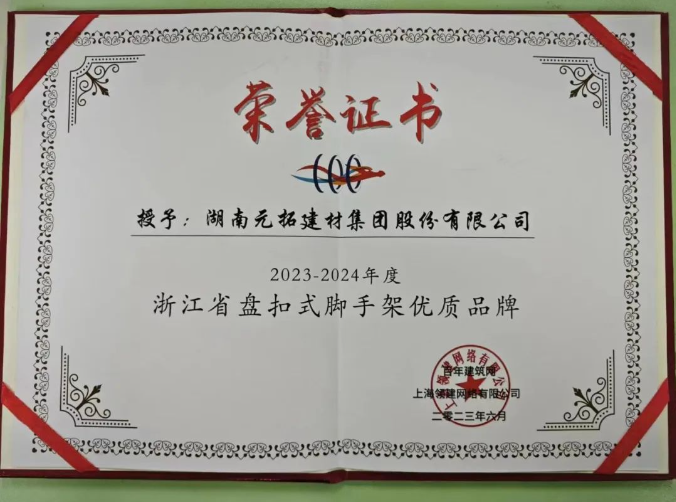 荣誉证书
授予：湖南元拓建材集团股份有限公司
2023-2024年度
浙江省盘扣式脚手架优质品牌
百年建筑网
上海领建网络有限公司
二零二三年六月